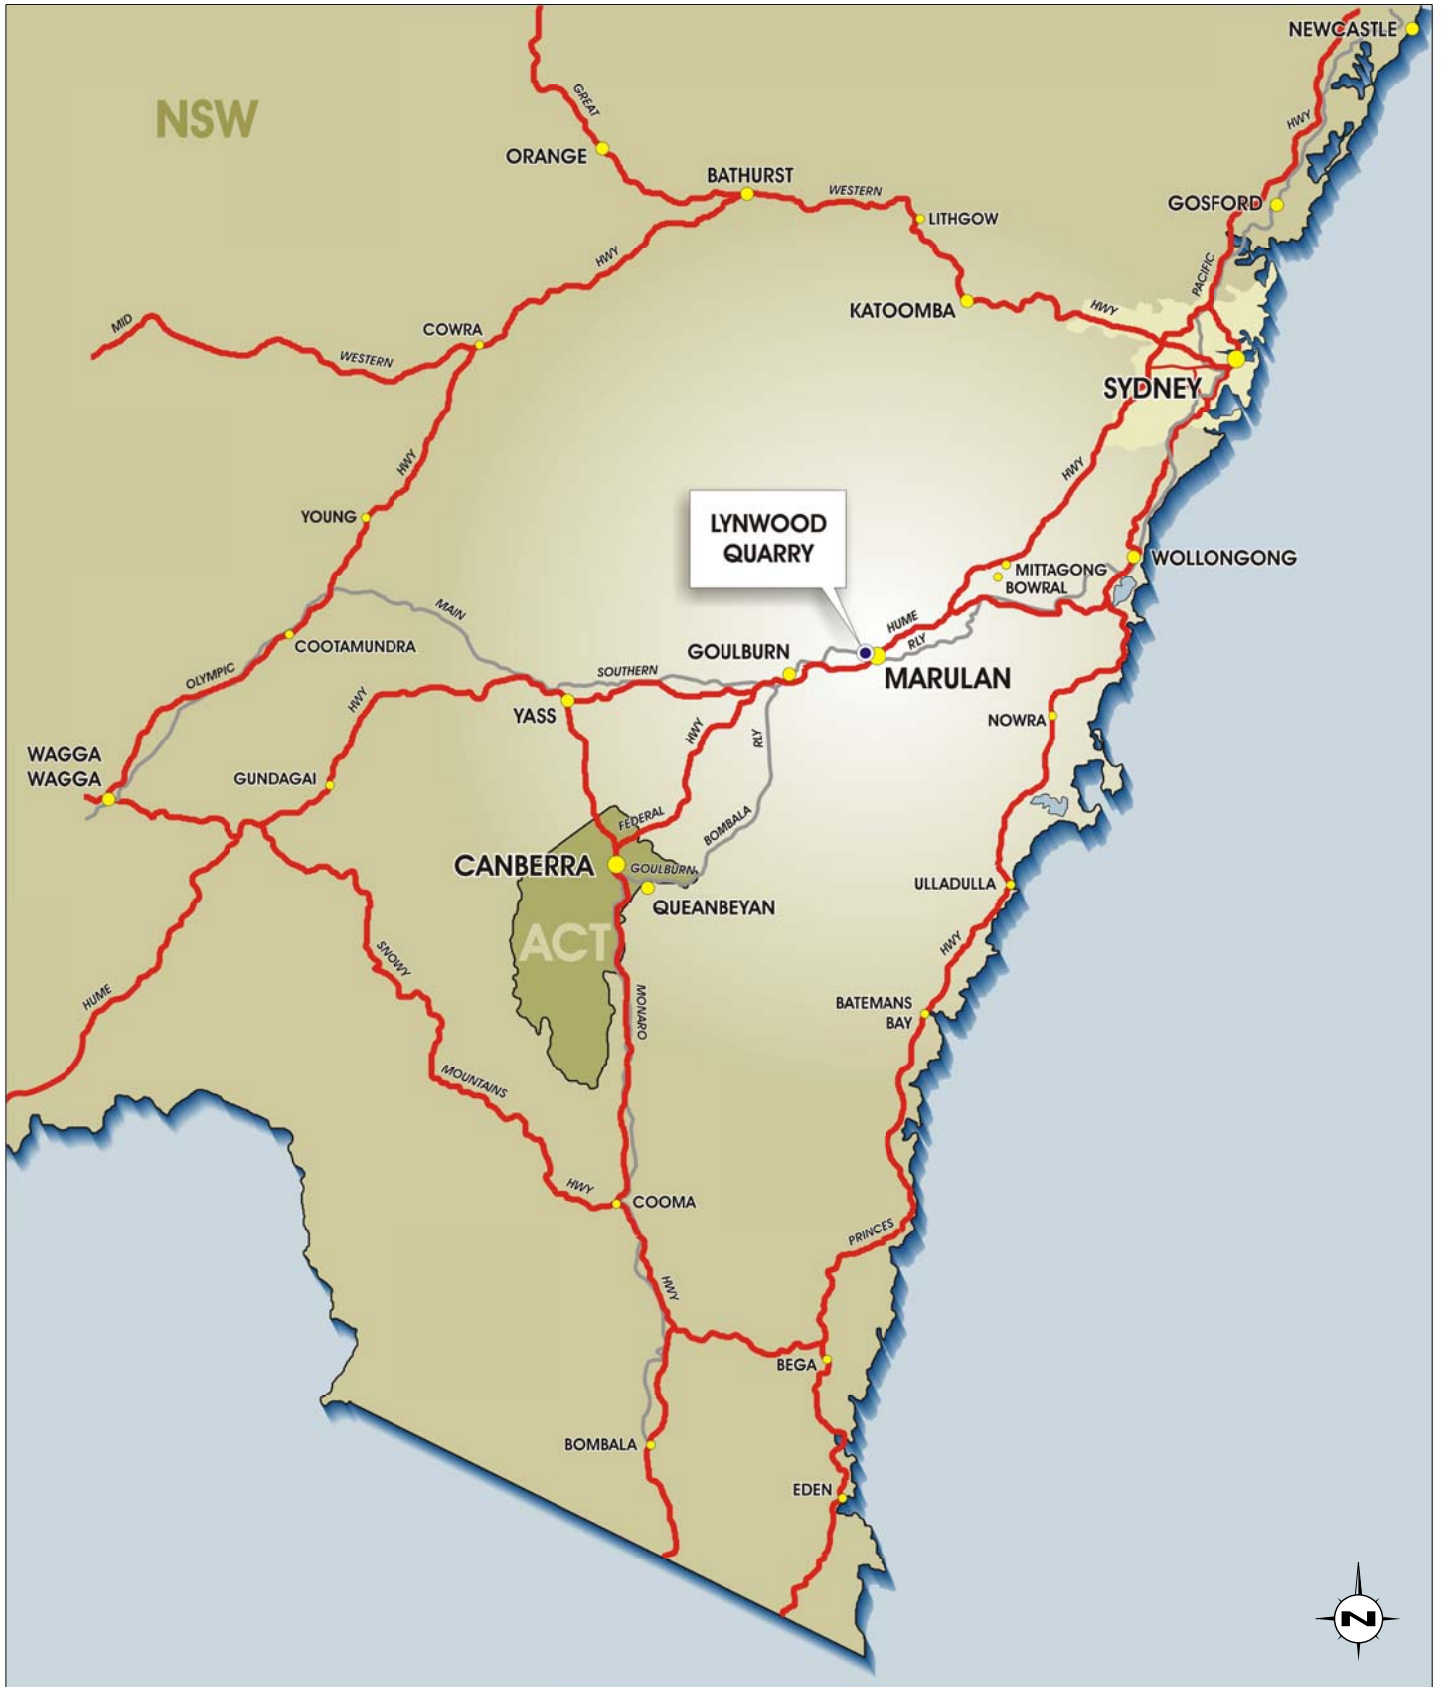 NEWCASTLE
NSW
GREAT
HWY
ORANGE
BATHURST
WESTERN
LITHGOW
GOSFORD
HWY
PACIFIC
KATOOMBA
HWY
MID
COWRA
WESTERN
SYDNEY
HWY
HWY
LYNWOOD
QUARRY
YOUNG
WOLLONGONG
MITTAGONG
BOWRAL
MAIN
HUME
RLY
COOTAMUNDRA
GOULBURN
OLYMPIC
SOUTHERN
MARULAN
HWY
YASS
NOWRA
HWY
RLY
WAGGA
WAGGA
GUNDAGAI
FEDERAL
BOMBALA
CANBERRA
GOULBURN
ULLADULLA
QUEANBEYAN
ACT
HWY
SNOWY
HUME
MONARO
BATEMANS
BAY
MOUNTAINS
HWY
COOMA
PRINCES
HWY
BEGA
BOMBALA
EDEN
N